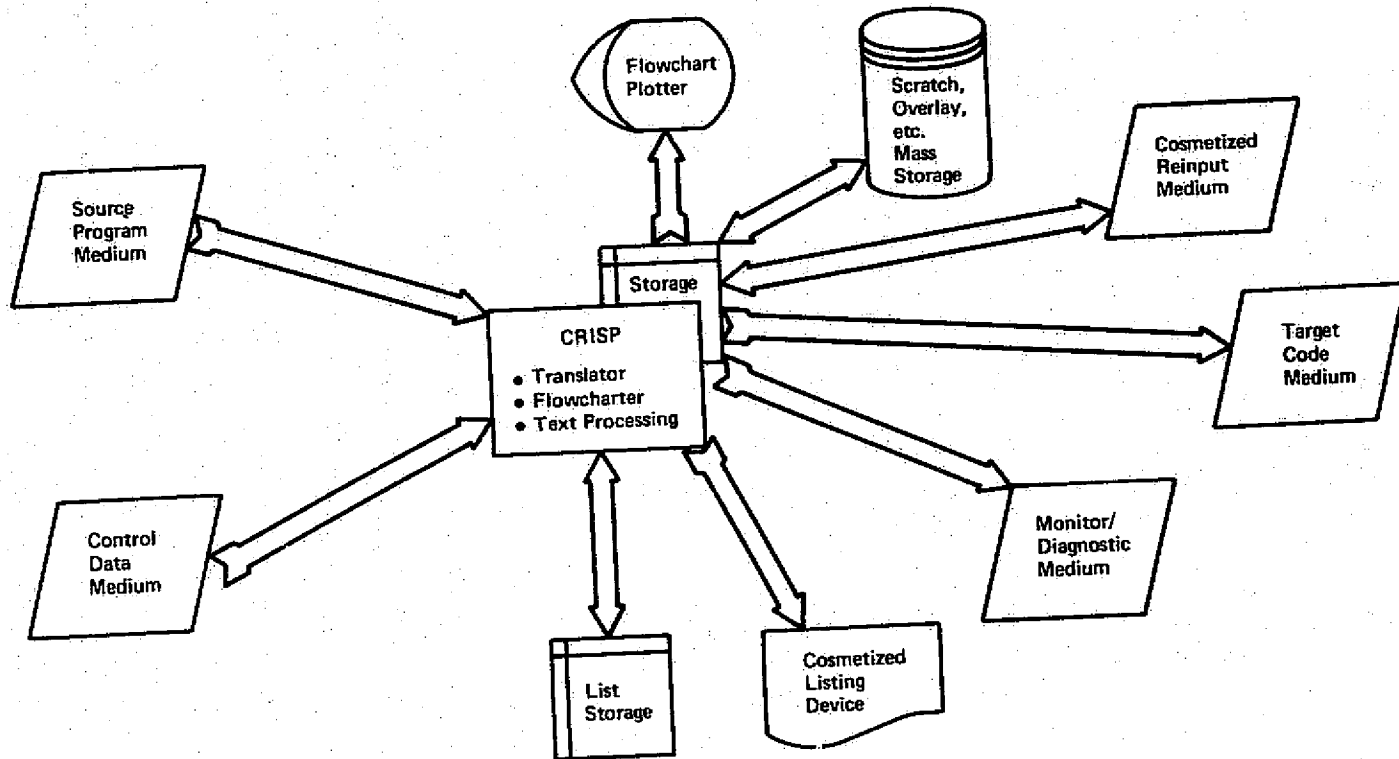 Flowchart
Plotter
Scratch,
Overlay,
etc.
Mass
Storage
Cosmetized
Reinput
Medium
Source
Program
Medium
Storage
CRISP
• Translator
• Flowcharter
• Text Processing
Target
Code
Medium
Control
Data
Medium
Monitor/
Diagnostic
Medium
List
Storage
Cosmetized
Listing
Device